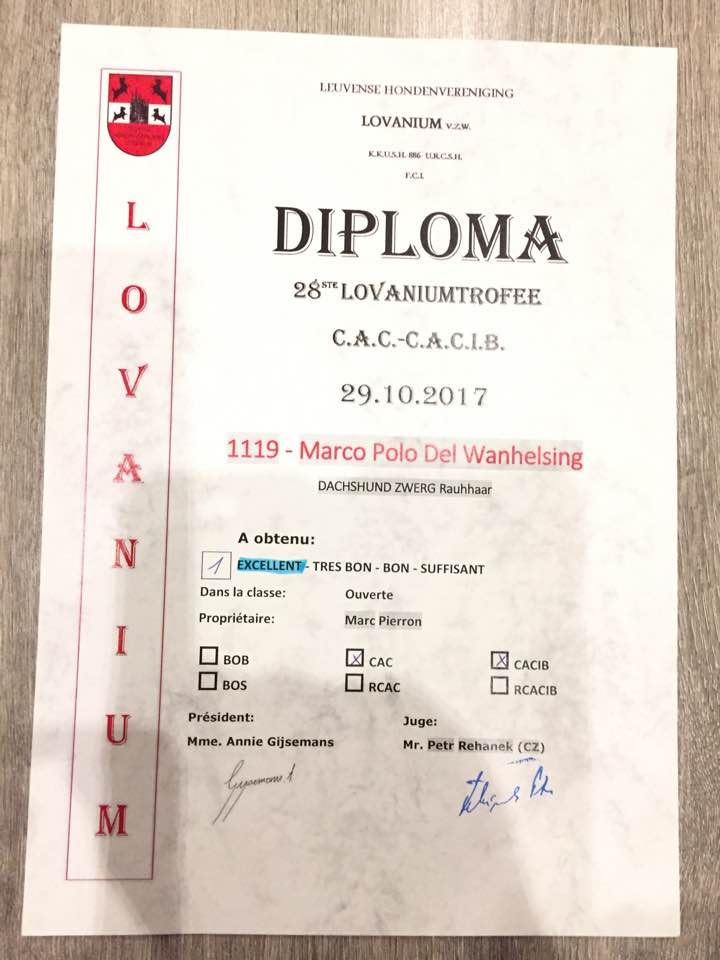 LEUVENSE HONDENVERENIGING
LOVANIUM V.Z.W.
K.K.U.S.H. 886 U.R.C.S.H.
F.C.I.
DIPLOMA
28STE LOVANIUMTROFEE
C.A.C.-C.A.C.I.B.
29.10.2017
1119 - Marco Polo Del Wanhelsing
DACHSHUND ZWERG Rauhhaar
A obtenu:
1 EXCELLENT - TRES BON - BON - SUFFISANT
Dans la classe: Ouverte
Propriétaire: Marc Pierron
BOB X CAC X CACIB
BOS RCAC RCACIB
Président: Juge:
Mme. Annie Gijsemans Mr. Petr Rehanek (CZ)
LOVANIUM